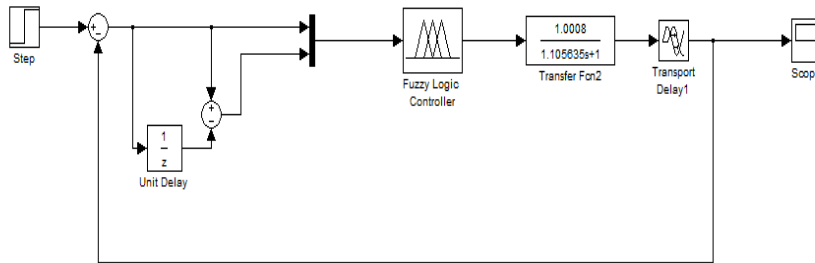 Step
+
−
1
z
Unit Delay
+
−
Fuzzy Logic
Controller
1.0008
1.105635s+1
Transfer Fcn2
Transport
Delay1
Scop